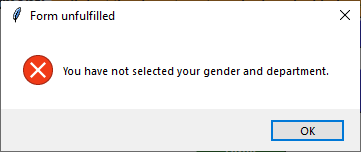 Form unfulfilled
You have not selected your gender and department.
OK